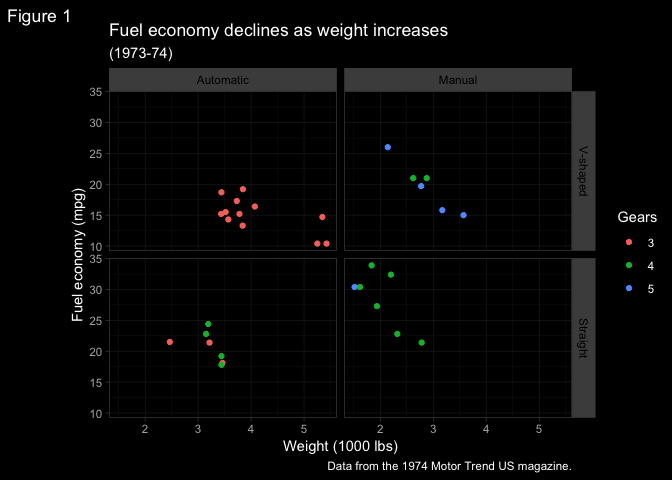 Figure 1
Fuel economy declines as weight increases
(1973-74)
Automatic
Manual
35
30
25
20
15
10
V-shaped
Fuel economy (mpg)
35
30
25
20
15
10
Straight
Gears
3
4
5
2
3
4
5
2
3
4
5
Weight (1000 lbs)
Data from the 1974 Motor Trend US magazine.